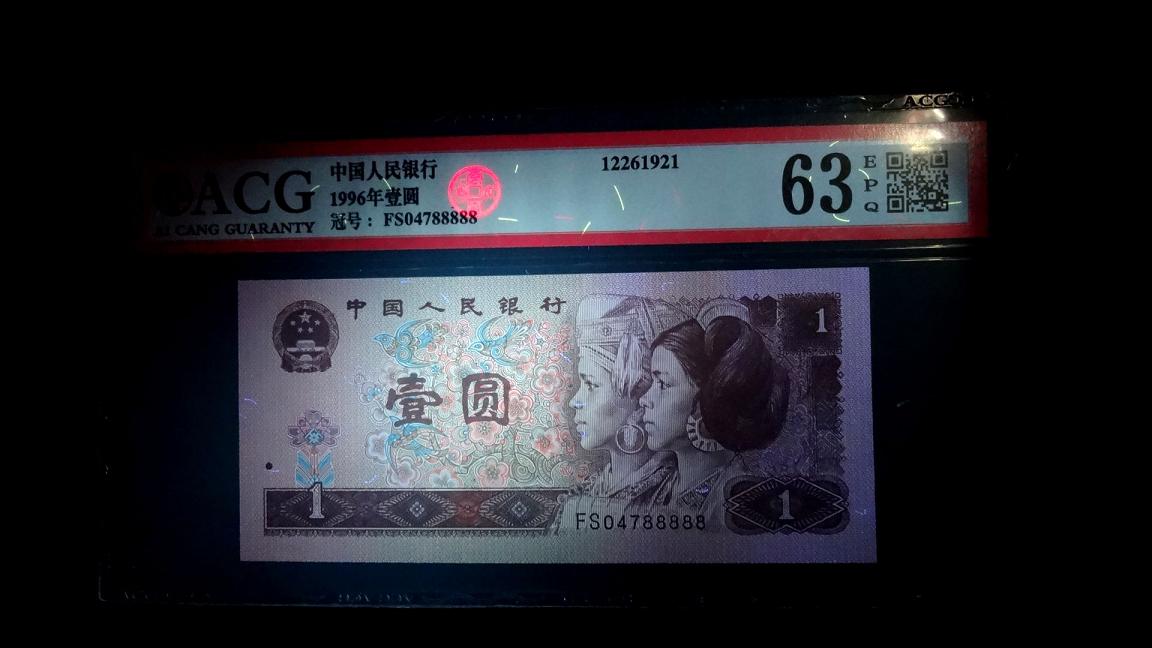 ACG
ACG
AI CANG GUARANTY
中国人民银行
1996年壹圆
冠号：FS04788888
12261921
63
E
P
Q
中国人民银行
1
壹圆
1
FS04788888
1